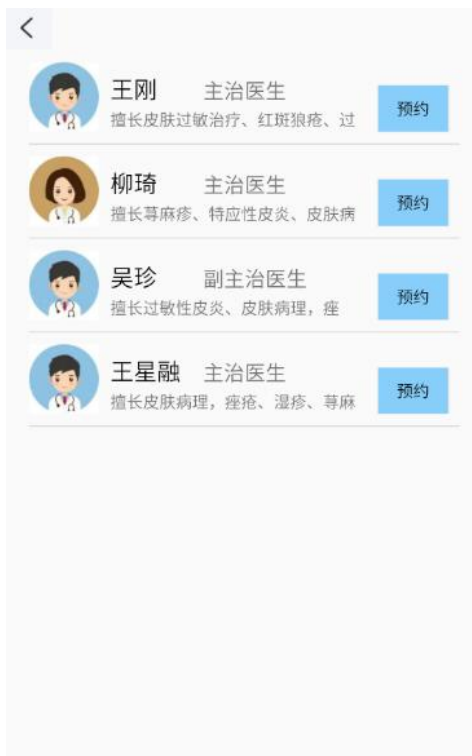 王刚 主治医生
擅长皮肤过敏治疗、红斑狼疮、过
预约
柳琦 主治医生
擅长荨麻疹、特应性皮炎、皮肤病
预约
吴珍 副主治医生
擅长过敏性皮炎、皮肤病理，痤
预约
王星融 主治医生
擅长皮肤病理，痤疮、湿疹、荨麻
预约